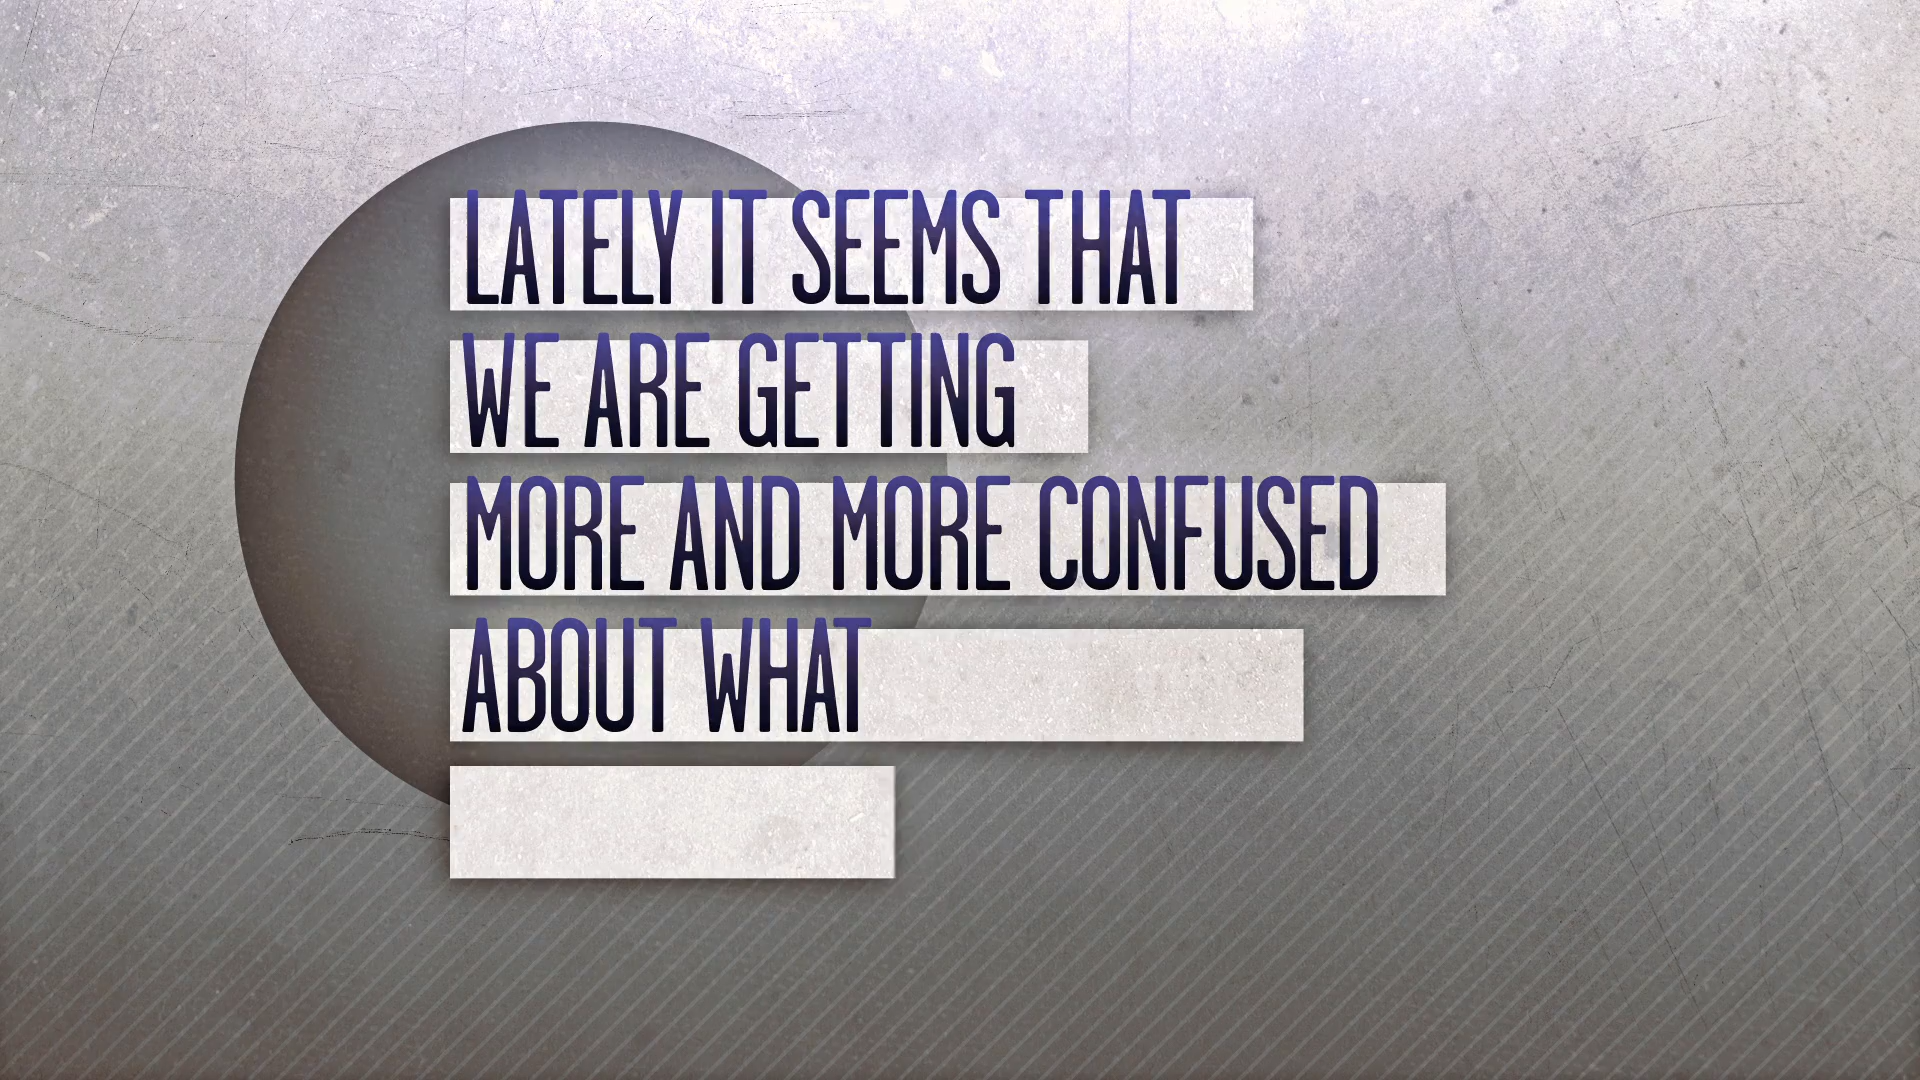 LATELY IT SEEMS THAT
WE ARE GETTING
MORE AND MORE CONFUSED
ABOUT WHAT